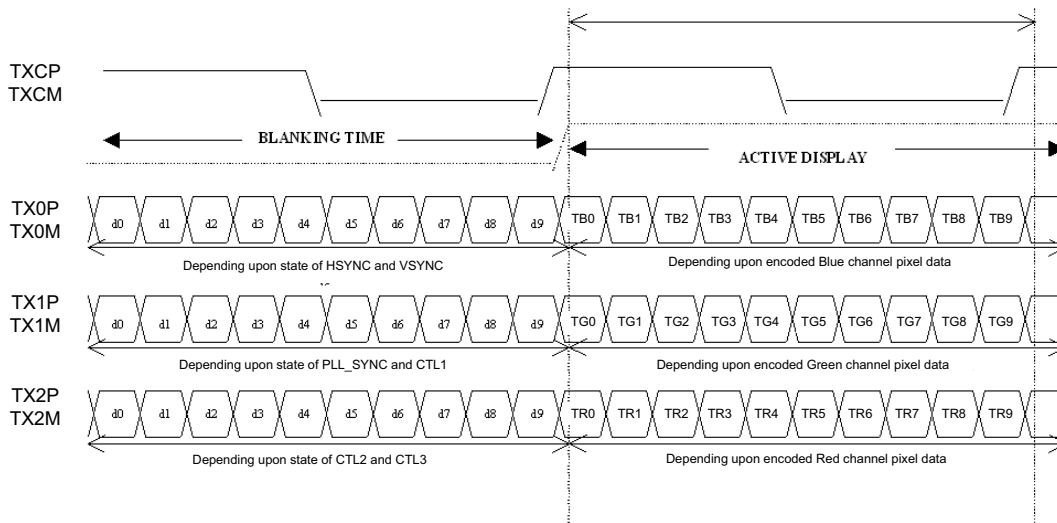 TXCP
TXCM
BLANKING TIME
ACTIVE DISPLAY
TX0P
TX0M
d0 d1 d2 d3 d4 d5 d6 d7 d8 d9 TB0 TB1 TB2 TB3 TB4 TB5 TB6 TB7 TB8 TB9
Depending upon state of HSYNC and VSYNC
Depending upon encoded Blue channel pixel data
TX1P
TX1M
d0 d1 d2 d3 d4 d5 d6 d7 d8 d9 TG0 TG1 TG2 TG3 TG4 TG5 TG6 TG7 TG8 TG9
Depending upon state of PLL_SYNC and CTL1
Depending upon encoded Green channel pixel data
TX2P
TX2M
d0 d1 d2 d3 d4 d5 d6 d7 d8 d9 TR0 TR1 TR2 TR3 TR4 TR5 TR6 TR7 TR8 TR9
Depending upon state of CTL2 and CTL3
Depending upon encoded Red channel pixel data